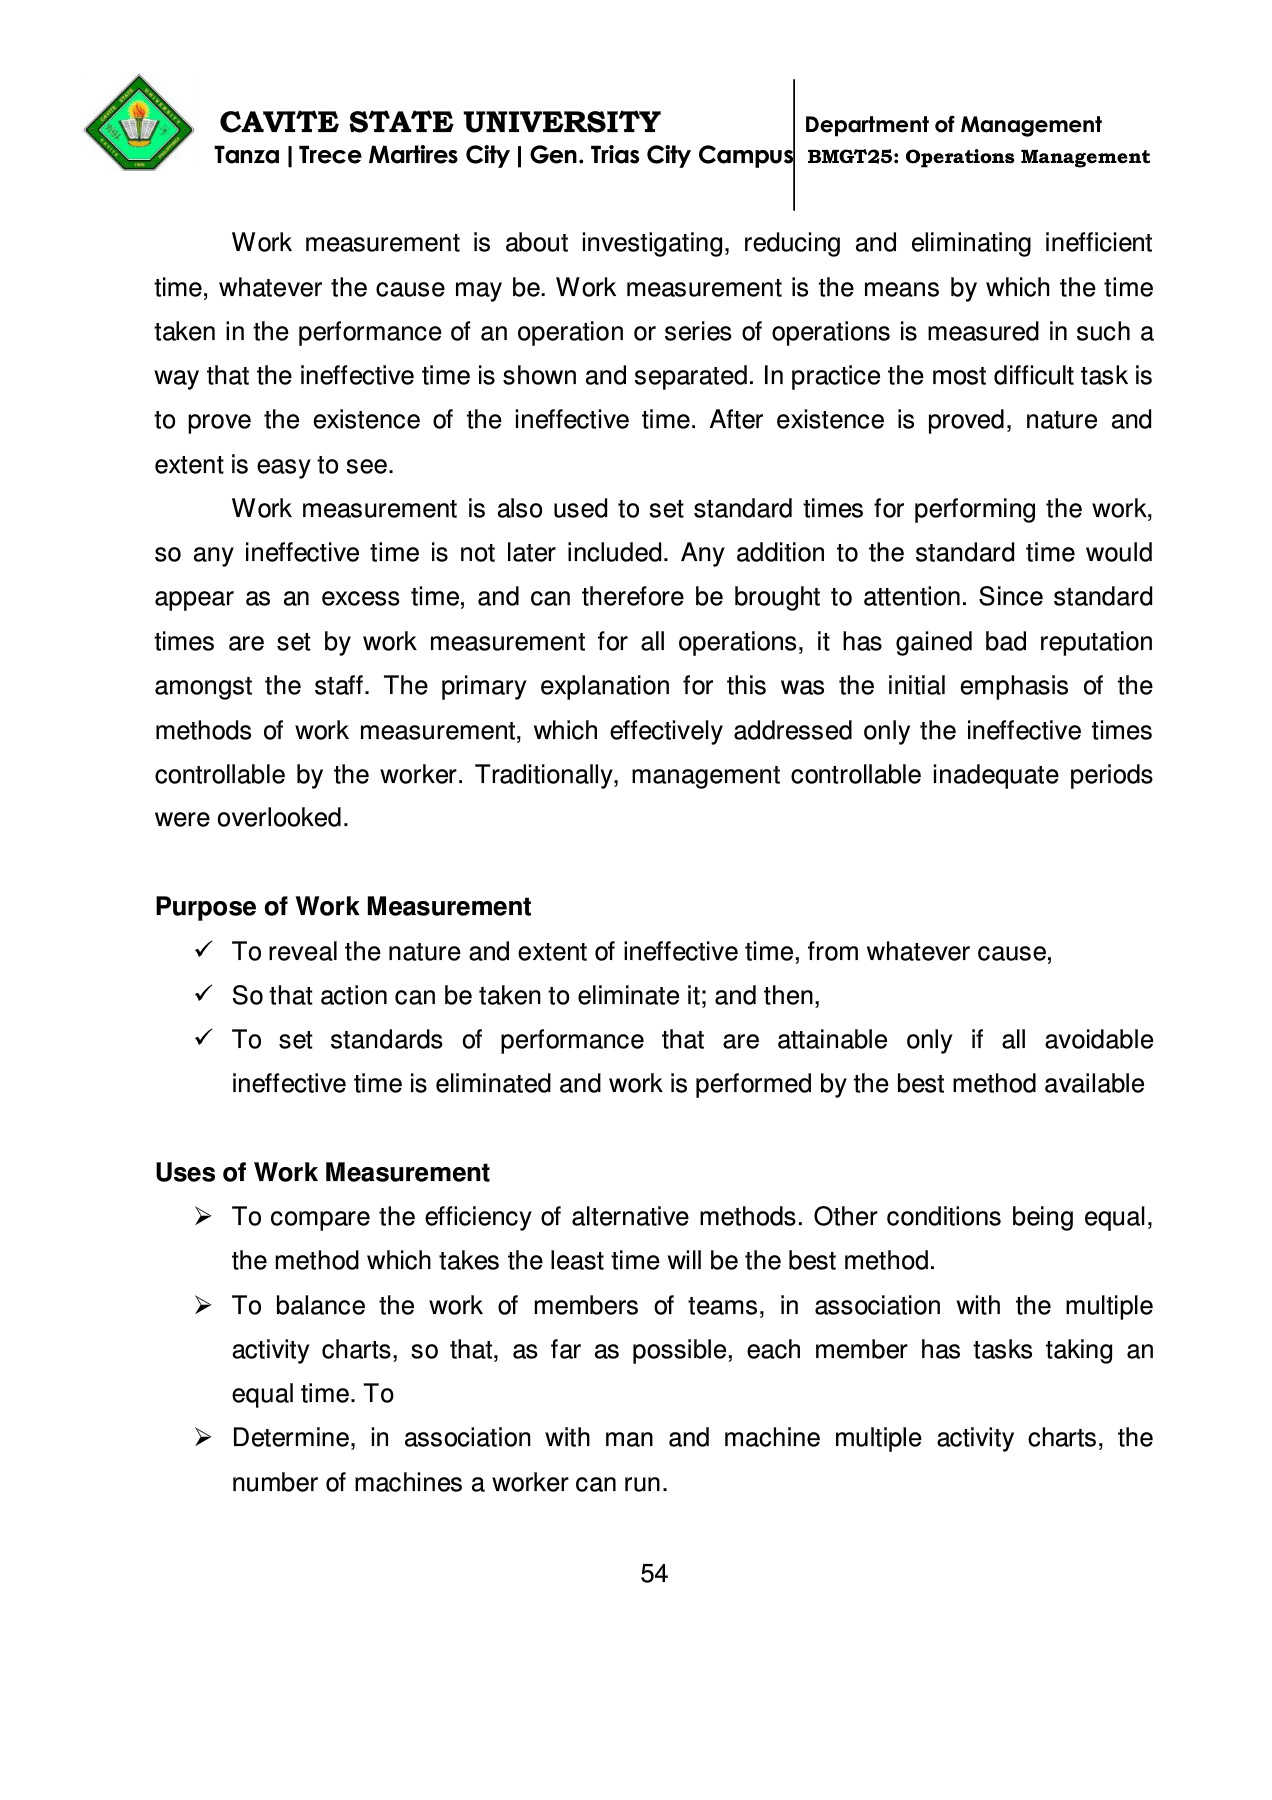 CAVITE STATE UNIVERSITY
Tanza | Trece Martires City | Gen. Trias City Campus
Department of Management
BMGT25: Operations Management
Work measurement is about investigating, reducing and eliminating inefficient
time, whatever the cause may be. Work measurement is the means by which the time
taken in the performance of an operation or series of operations is measured in such a
way that the ineffective time is shown and separated. In practice the most difficult task is
to prove the existence of the ineffective time. After existence is proved, nature and
extent is easy to see.
Work measurement is also used to set standard times for performing the work,
so any ineffective time is not later included. Any addition to the standard time would
appear as an excess time, and can therefore be brought to attention. Since standard
times are set by work measurement for all operations, it has gained bad reputation
amongst the staff. The primary explanation for this was the initial emphasis of the
methods of work measurement, which effectively addressed only the ineffective times
controllable by the worker. Traditionally, management controllable inadequate periods
were overlooked.
Purpose of Work Measurement
✓ To reveal the nature and extent of ineffective time, from whatever cause,
✓ So that action can be taken to eliminate it; and then,
✓ To set standards of performance that are attainable only if all avoidable
ineffective time is eliminated and work is performed by the best method available
Uses of Work Measurement
➢ To compare the efficiency of alternative methods. Other conditions being equal,
the method which takes the least time will be the best method.
➢ To balance the work of members of teams, in association with the multiple
activity charts, so that, as far as possible, each member has tasks taking an
equal time. To
➢ Determine, in association with man and machine multiple activity charts, the
number of machines a worker can run.
54